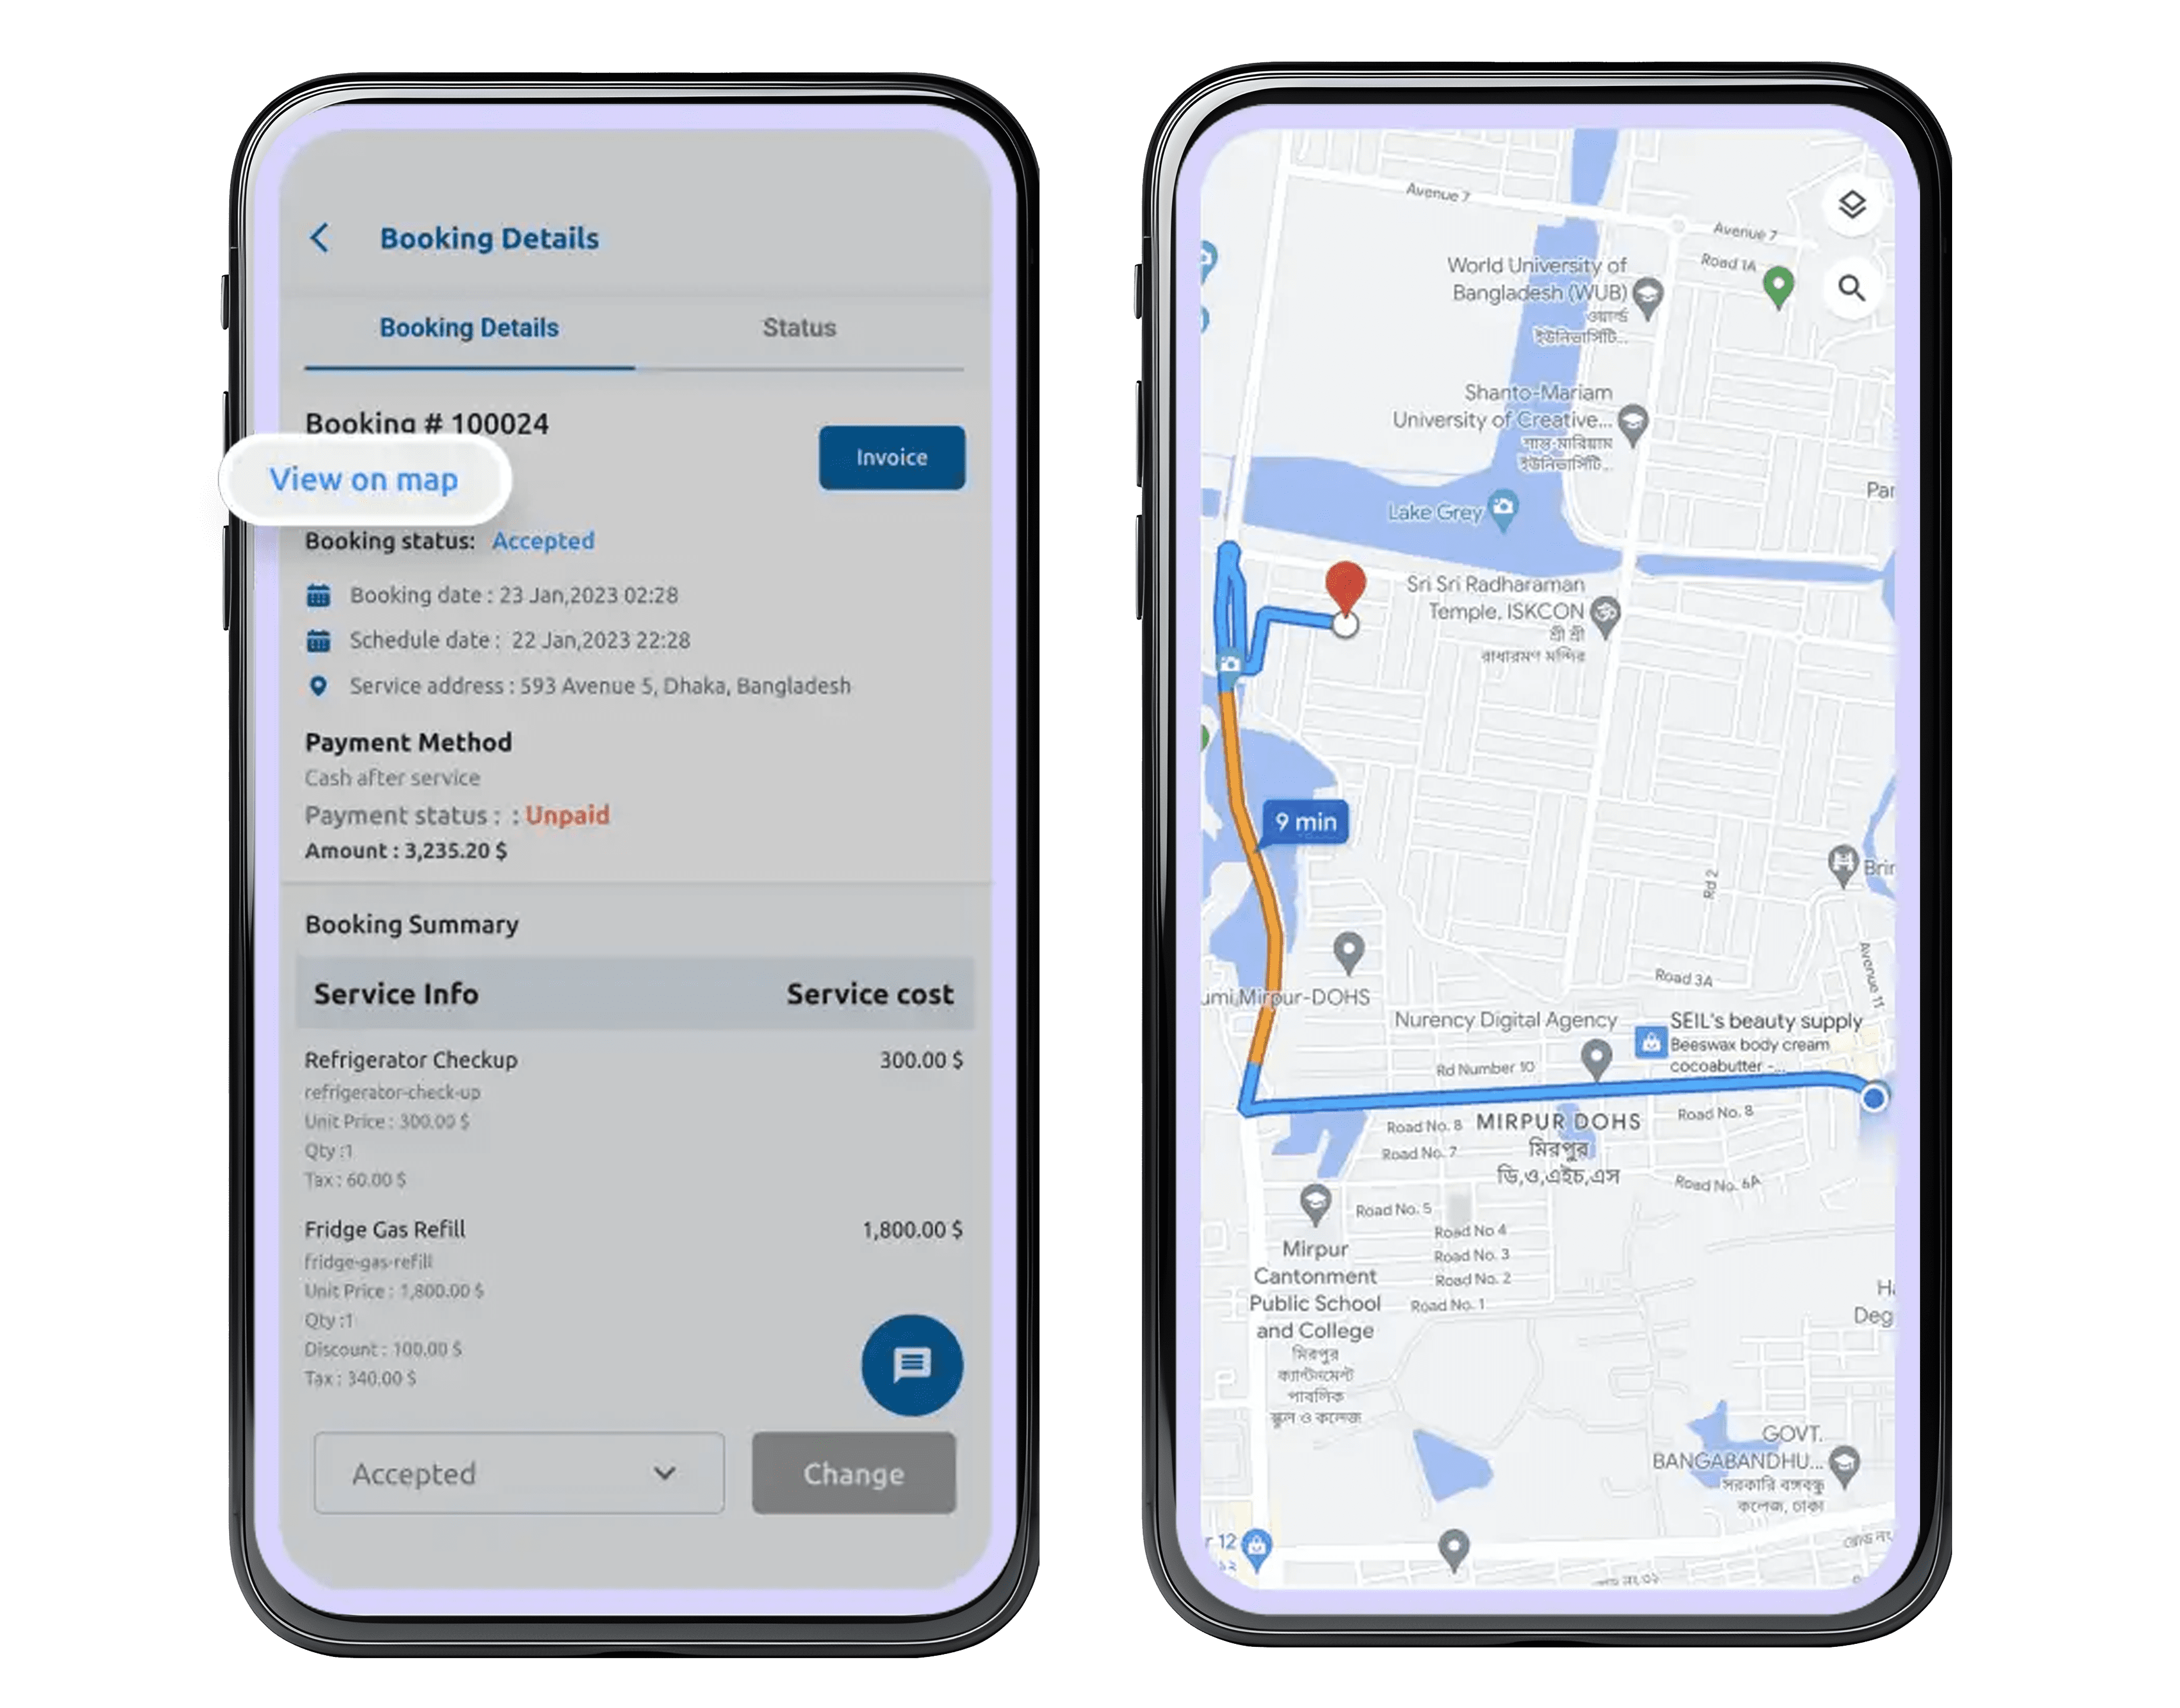 Booking Details
Booking Details
Status
Booking # 100024
Invoice
View on map
Booking status: Accepted
Booking date : 23 Jan,2023 02:28
Schedule date : 22 Jan,2023 22:28
Service address : 593 Avenue 5, Dhaka, Bangladesh
Payment Method
Cash after service
Payment status : : Unpaid
Amount : 3,235.20 $
Booking Summary
Service Info
Service cost
Refrigerator Checkup
300.00 $
refrigerator-check-up
Unit Price : 300.00 $
Qty :1
Tax : 60.00 $
Fridge Gas Refill
1,800.00 $
fridge-gas-refill
Unit Price : 1,800.00 $
Qty :1
Discount : 100.00 $
Tax : 340.00 $
Accepted
Change
Avenue 7
Avenue 7
Road 1A
World University of
Bangladesh (WUB)
ওয়ার্ল্ড
ইউনিভার্সিটি...
Shanto-Mariam
University of Creative...
শান্ত-মারিয়াম
ইউনিভার্সিটি...
Par
Lake Grey
Sri Sri Radharaman
Temple, ISKCON
শ্রী শ্রী
রাধারমণ মন্দির
9 min
Brir
Rd 2
Avenue 11
Road 3A
umi Mirpur-DOHS
Nurency Digital Agency
SEIL's beauty supply
Beeswax body cream
cocoabutter -...
Rd Number 10
Road No. 8
MIRPUR DOHS
Road No. 8
মিরপুর
ডি,ও,এইচ,এস
Road No. 7
Road No. 6A
Road No. 5
Road No 4
Road No. 3
Road No. 2
Road No. 1
Mirpur
Cantonment
Public School
and College
মিরপুর
ক্যান্টনমেন্ট
পাবলিক
স্কুল ও কলেজ
Deg
GOVT.
BANGABANDHU...
সরকারি বঙ্গবন্ধু
কলেজ, ঢাকা
r 12